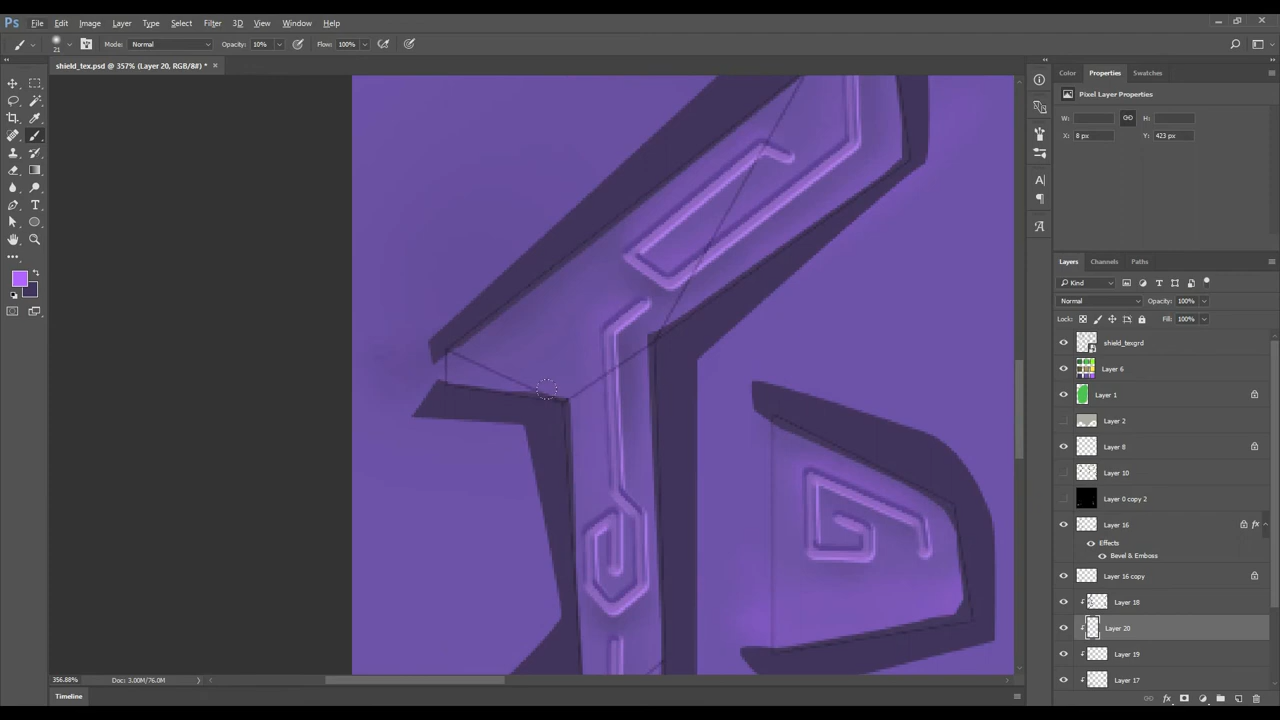 Ps File Edit Image Layer Type Select Filter 3D View Window Help
21 Mode: Normal Opacity: 10% Flow: 100%
shield_tex.psd @ 357% (Layer 20, RGB/8#) * ×
Color Properties Swatches
Pixel Layer Properties
W: H:
X: 8 px Y: 423 px
Layers Channels Paths
Kind
Normal Opacity: 100%
Lock: Fill: 100%
shield_texgrd
Layer 6
Layer 1
Layer 2
Layer 8
Layer 10
Layer 0 copy 2
Layer 16 fx
Effects
Bevel & Emboss
Layer 16 copy
Layer 18
Layer 20
Layer 19
Layer 17
356.88% Doc: 3.00M/76.0M
fx
Timeline